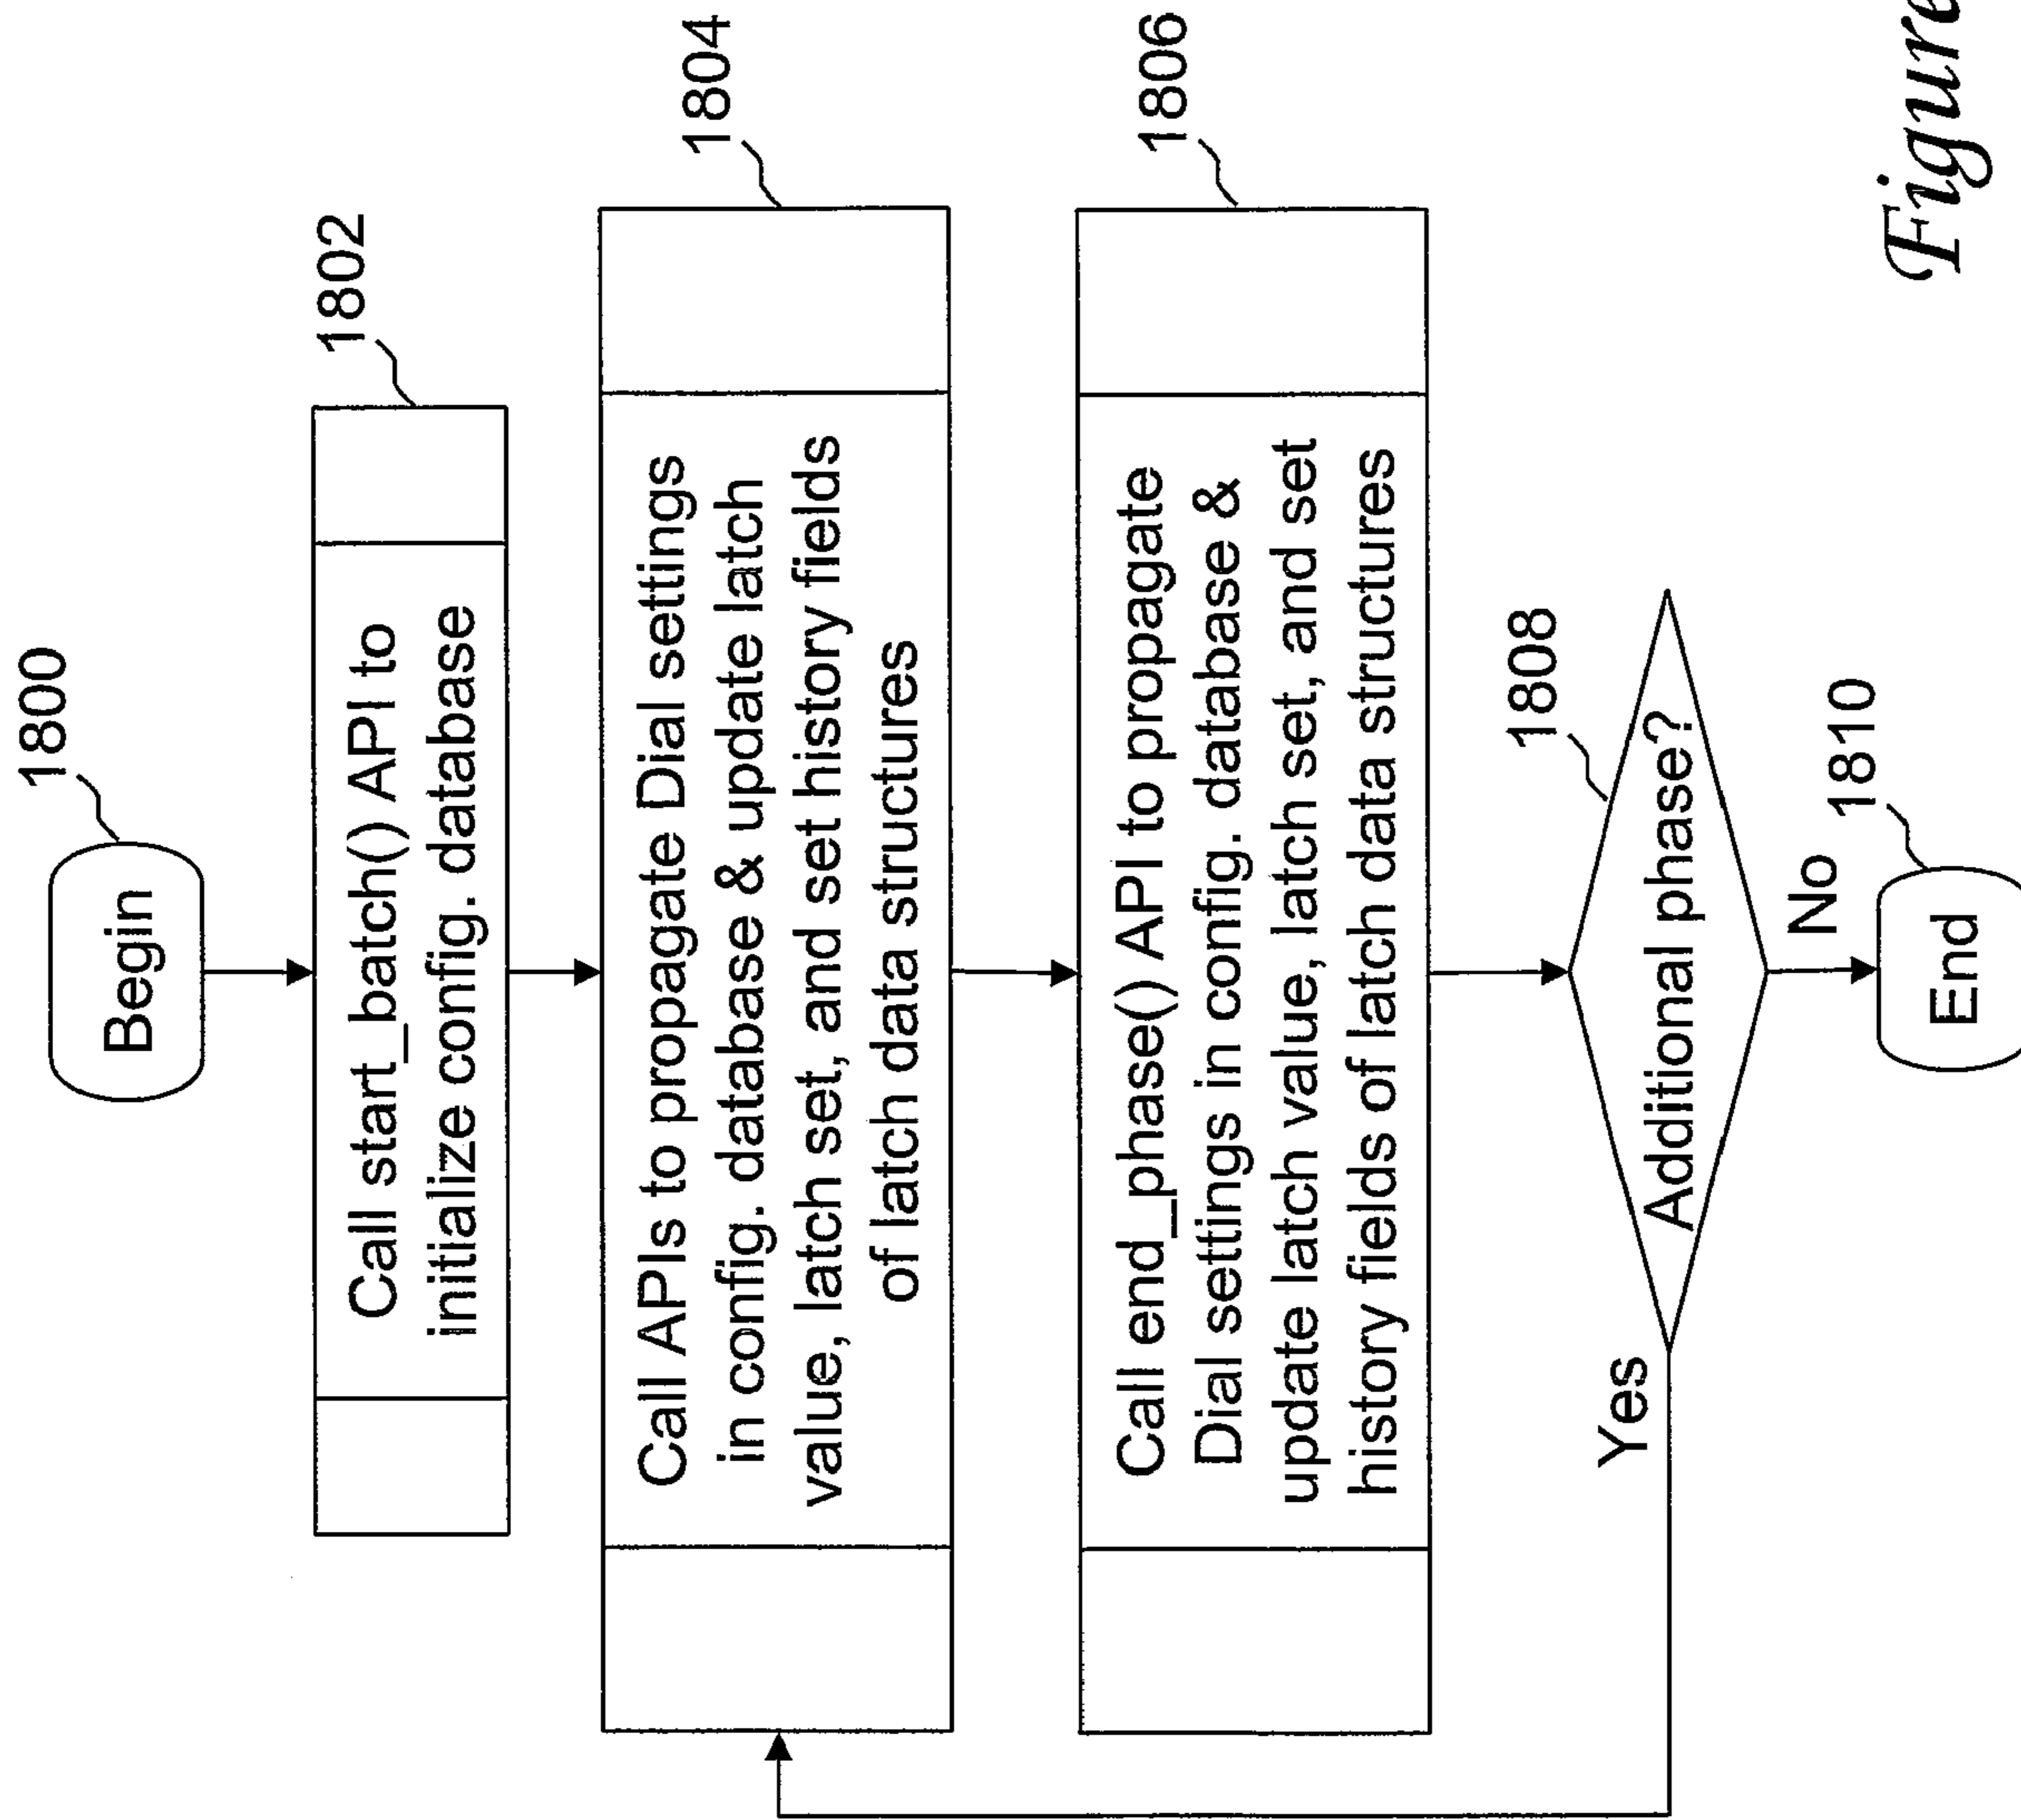 1800
Begin
1802
Call start_batch() API to
initialize config. database
1804
Call APIs to propagate Dial settings
in config. database & update latch
value, latch set, and set history fields
of latch data structures
1806
Call end_phase() API to propagate
Dial settings in config. database &
update latch value, latch set, and set
history fields of latch data structures
1808
Additional phase?
Yes
No
1810
End
Figure